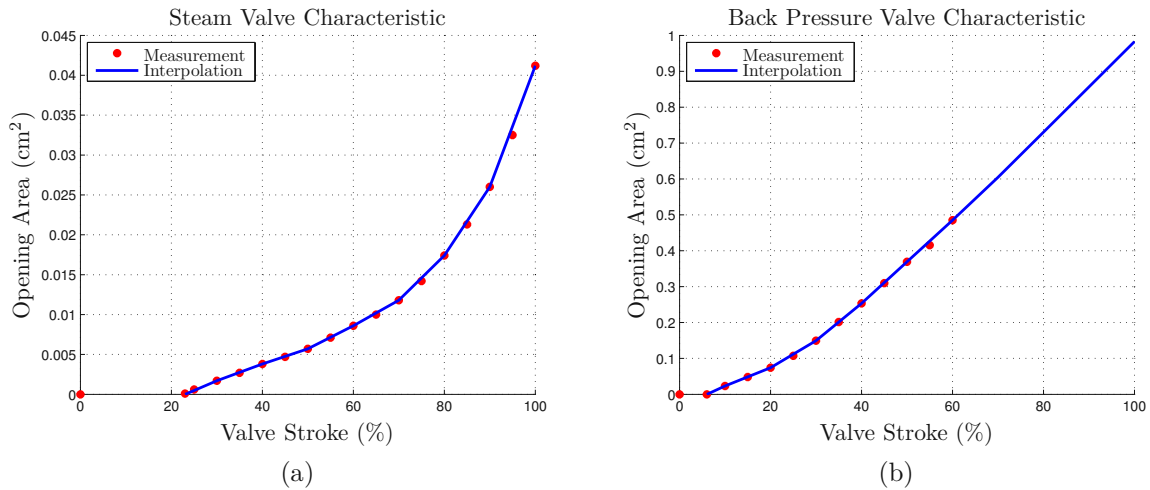 Steam Valve Characteristic
Measurement
Interpolation
0.045
0.04
0.035
0.03
0.025
0.02
0.015
0.01
0.005
0
0 20 40 60 80 100
Opening Area (cm²)
Valve Stroke (%)
(a)
Back Pressure Valve Characteristic
Measurement
Interpolation
1
0.9
0.8
0.7
0.6
0.5
0.4
0.3
0.2
0.1
0
0 20 40 60 80 100
Opening Area (cm²)
Valve Stroke (%)
(b)